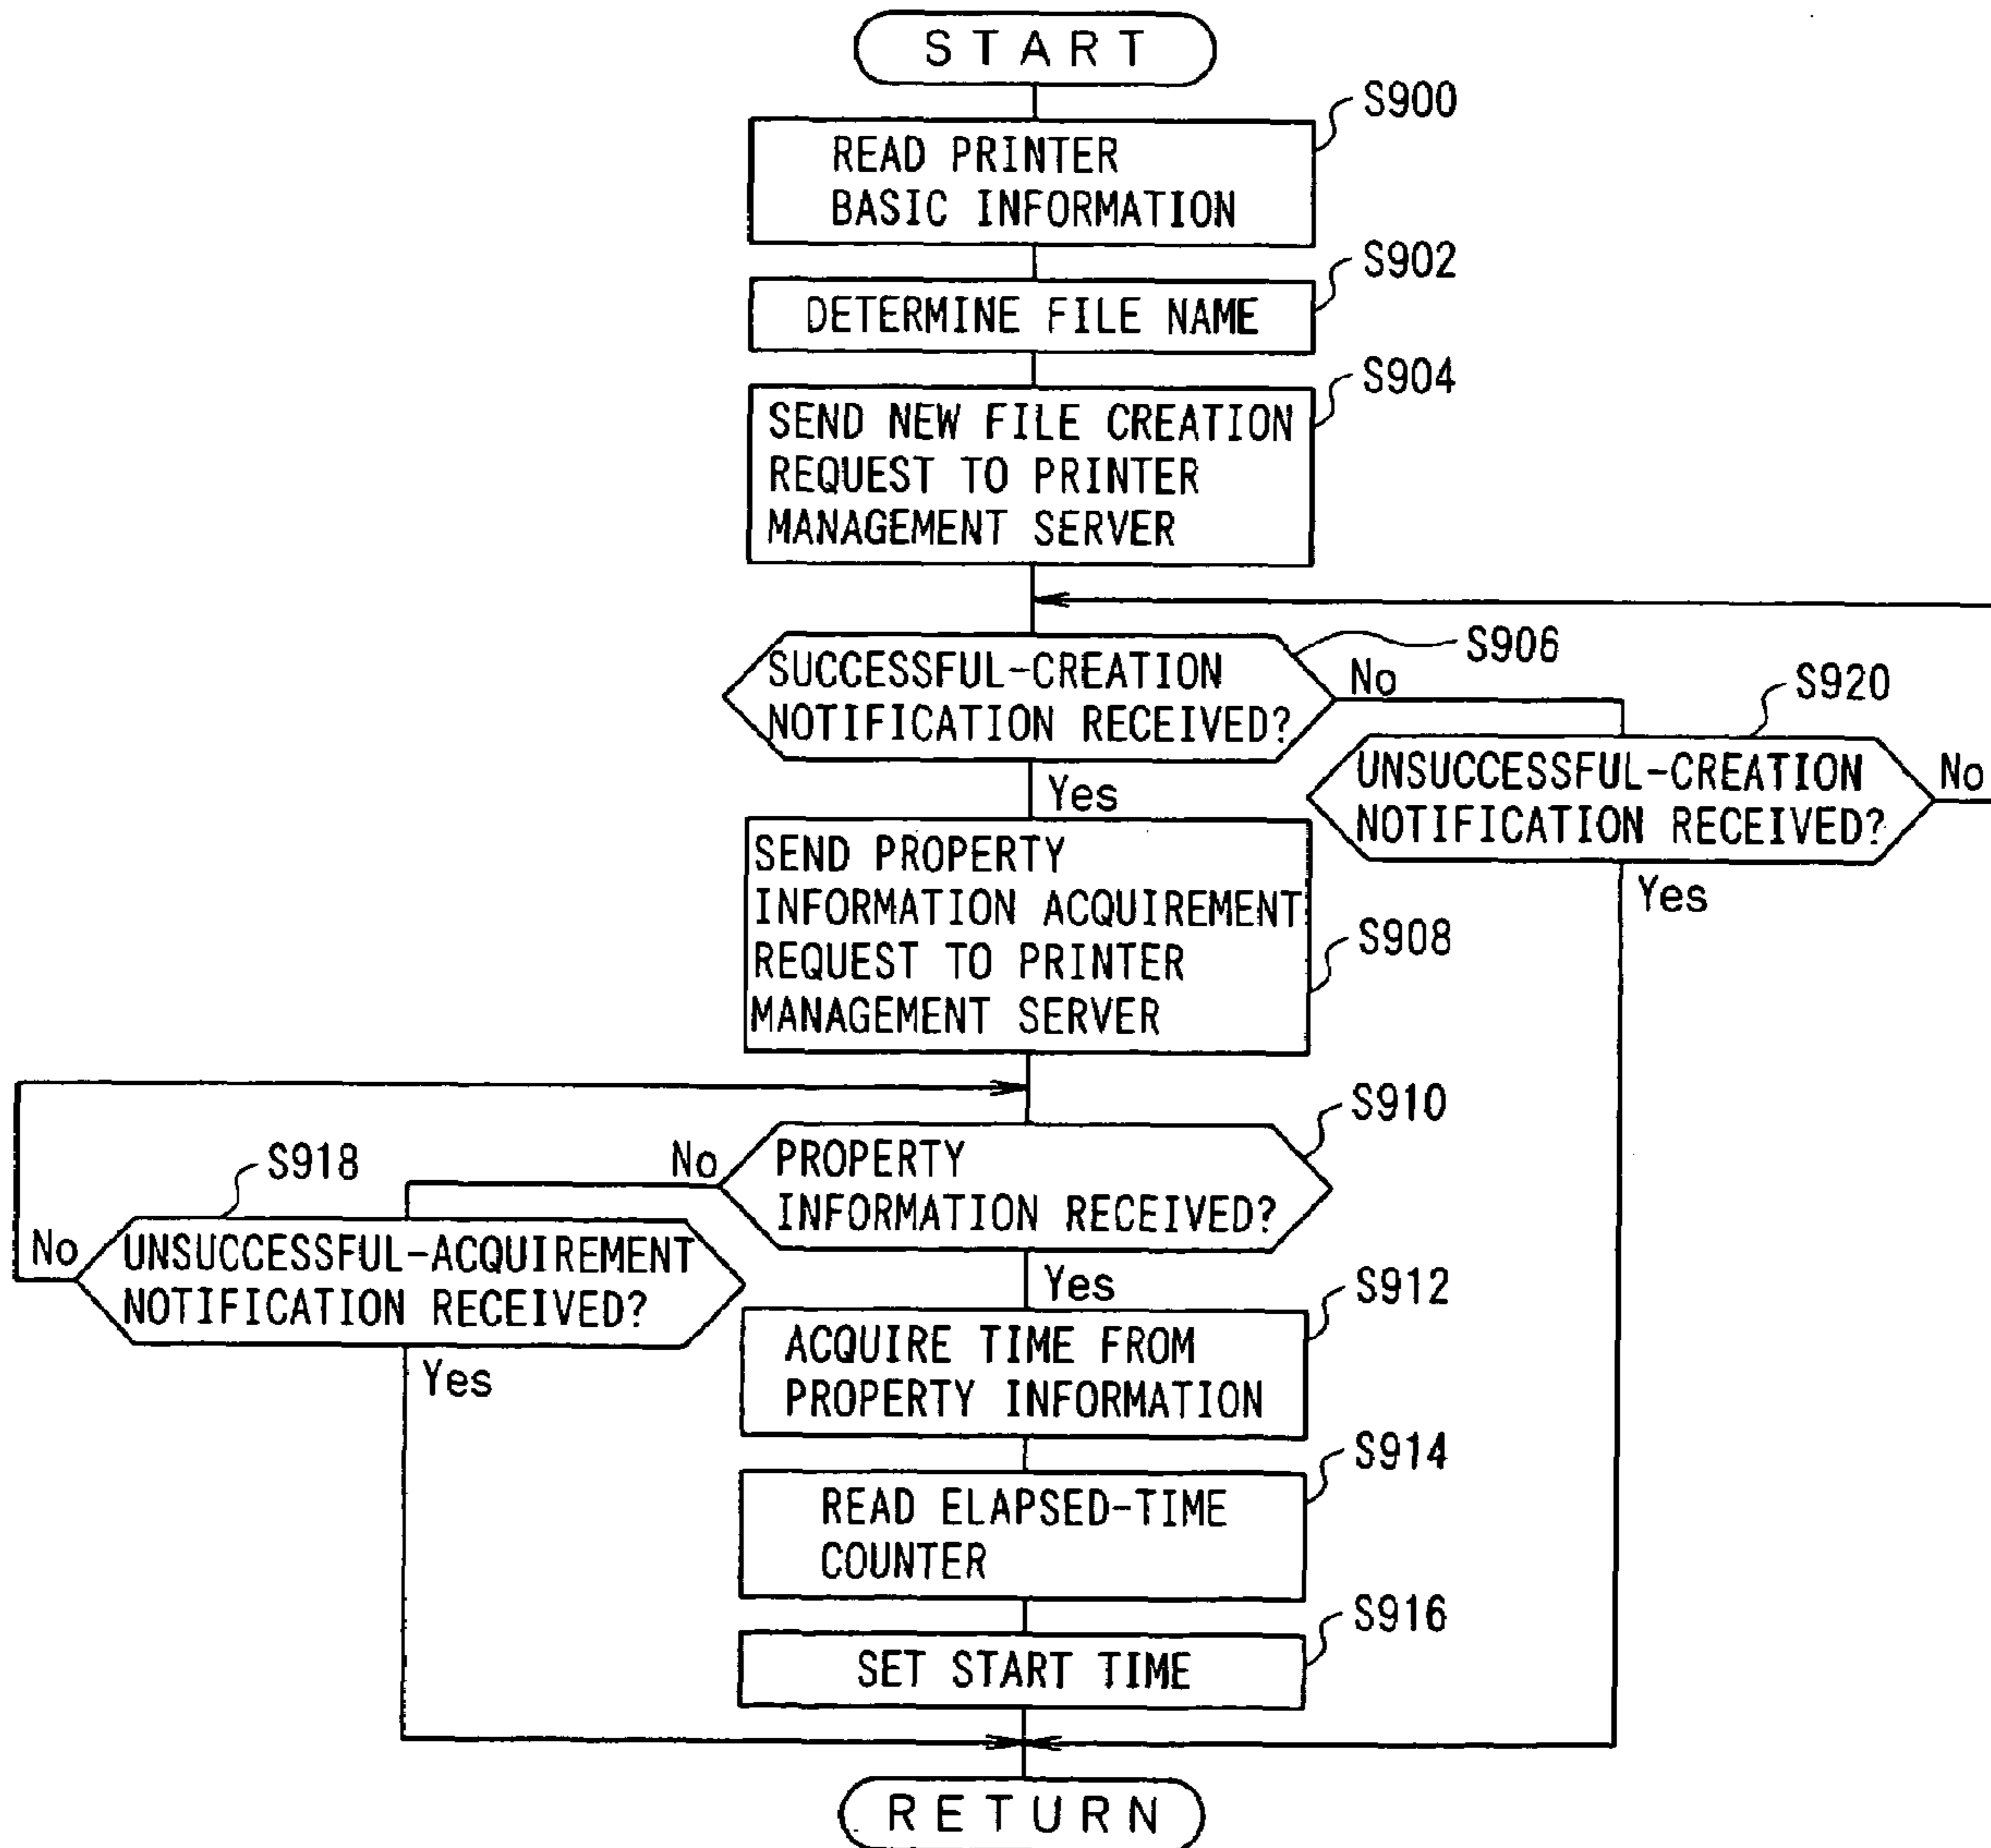 START
S900
READ PRINTER
BASIC INFORMATION
S902
DETERMINE FILE NAME
S904
SEND NEW FILE CREATION
REQUEST TO PRINTER
MANAGEMENT SERVER
S906
SUCCESSFUL-CREATION
NOTIFICATION RECEIVED?
No
Yes
S920
UNSUCCESSFUL-CREATION
NOTIFICATION RECEIVED?
No
Yes
SEND PROPERTY
INFORMATION ACQUIREMENT
REQUEST TO PRINTER
MANAGEMENT SERVER
S908
S910
PROPERTY
INFORMATION RECEIVED?
No
Yes
S918
UNSUCCESSFUL-ACQUIREMENT
NOTIFICATION RECEIVED?
No
Yes
S912
ACQUIRE TIME FROM
PROPERTY INFORMATION
S914
READ ELAPSED-TIME
COUNTER
S916
SET START TIME
RETURN